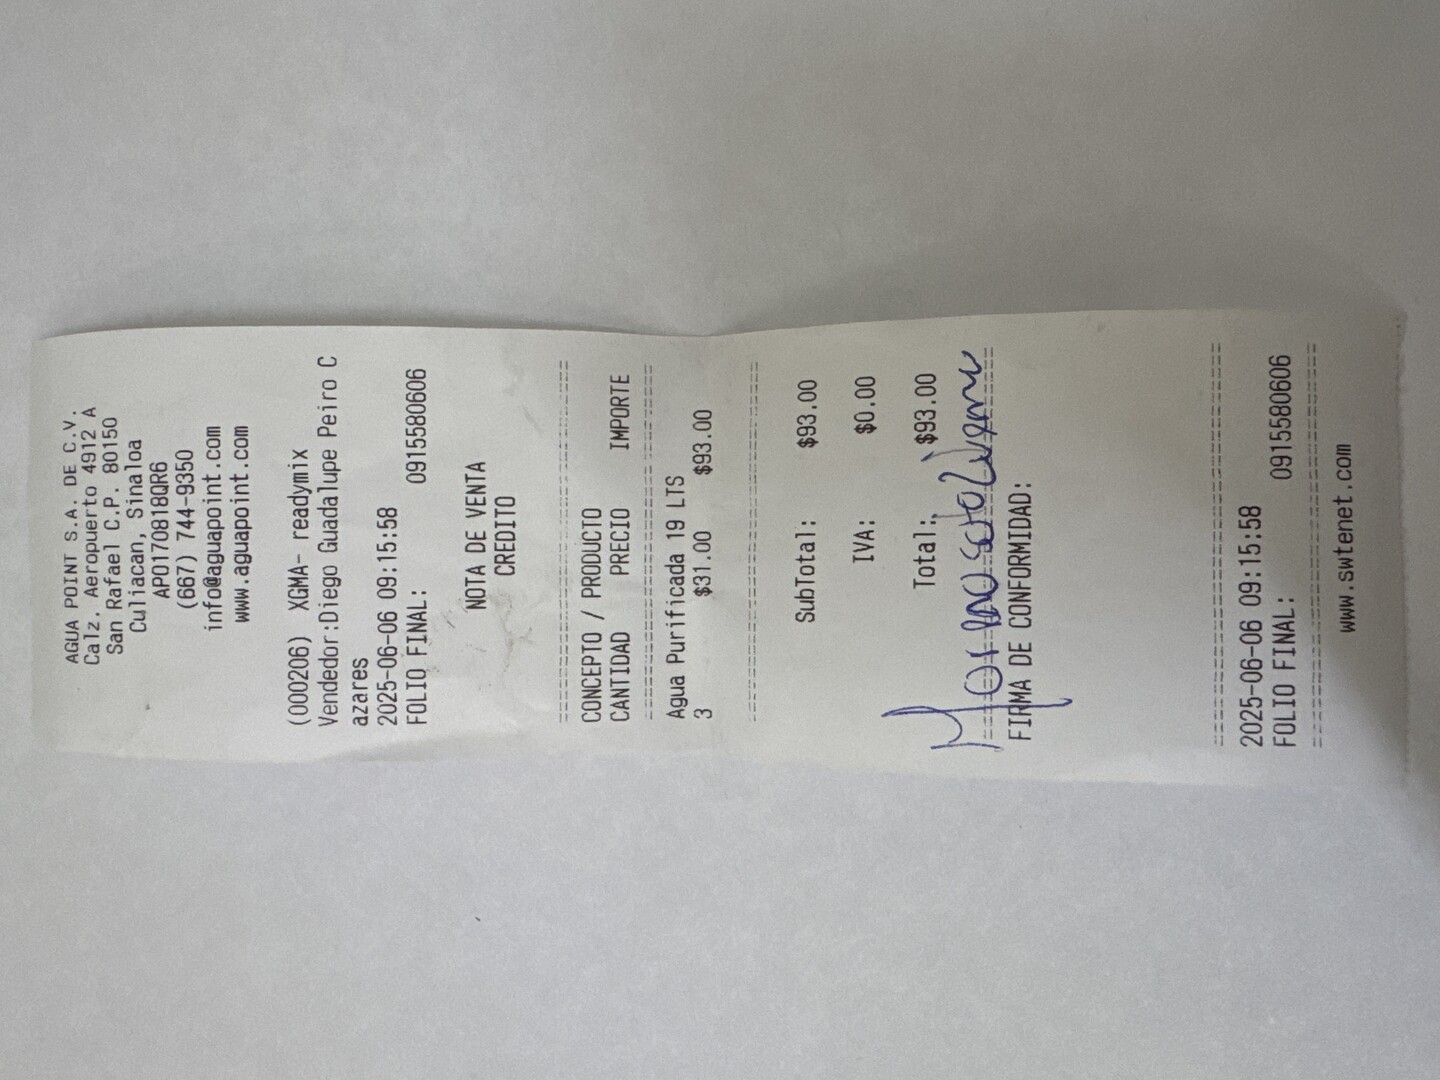 AGUA POINT S.A. DE C.V.
Calz. Aeropuerto 4912 A
San Rafael C.P. 80150
Culiacan, Sinaloa
APO170818QR6
(667) 744-9350
info@aguapoint.com
www.aguapoint.com
(000206) XGMA- readymix
Vendedor:Diego Guadalupe Peiro C
azares
2025-06-06 09:15:58
FOLIO FINAL: 0915580606
NOTA DE VENTA
CREDITO
================================
CONCEPTO / PRODUCTO
CANTIDAD PRECIO IMPORTE
================================
Agua Purificada 19 LTS
3 $31.00 $93.00
================================
SubTotal: $93.00
IVA: $0.00
Total: $93.00
================================
FIRMA DE CONFORMIDAD:
================================
2025-06-06 09:15:58
FOLIO FINAL: 0915580606
================================
www.swtenet.com